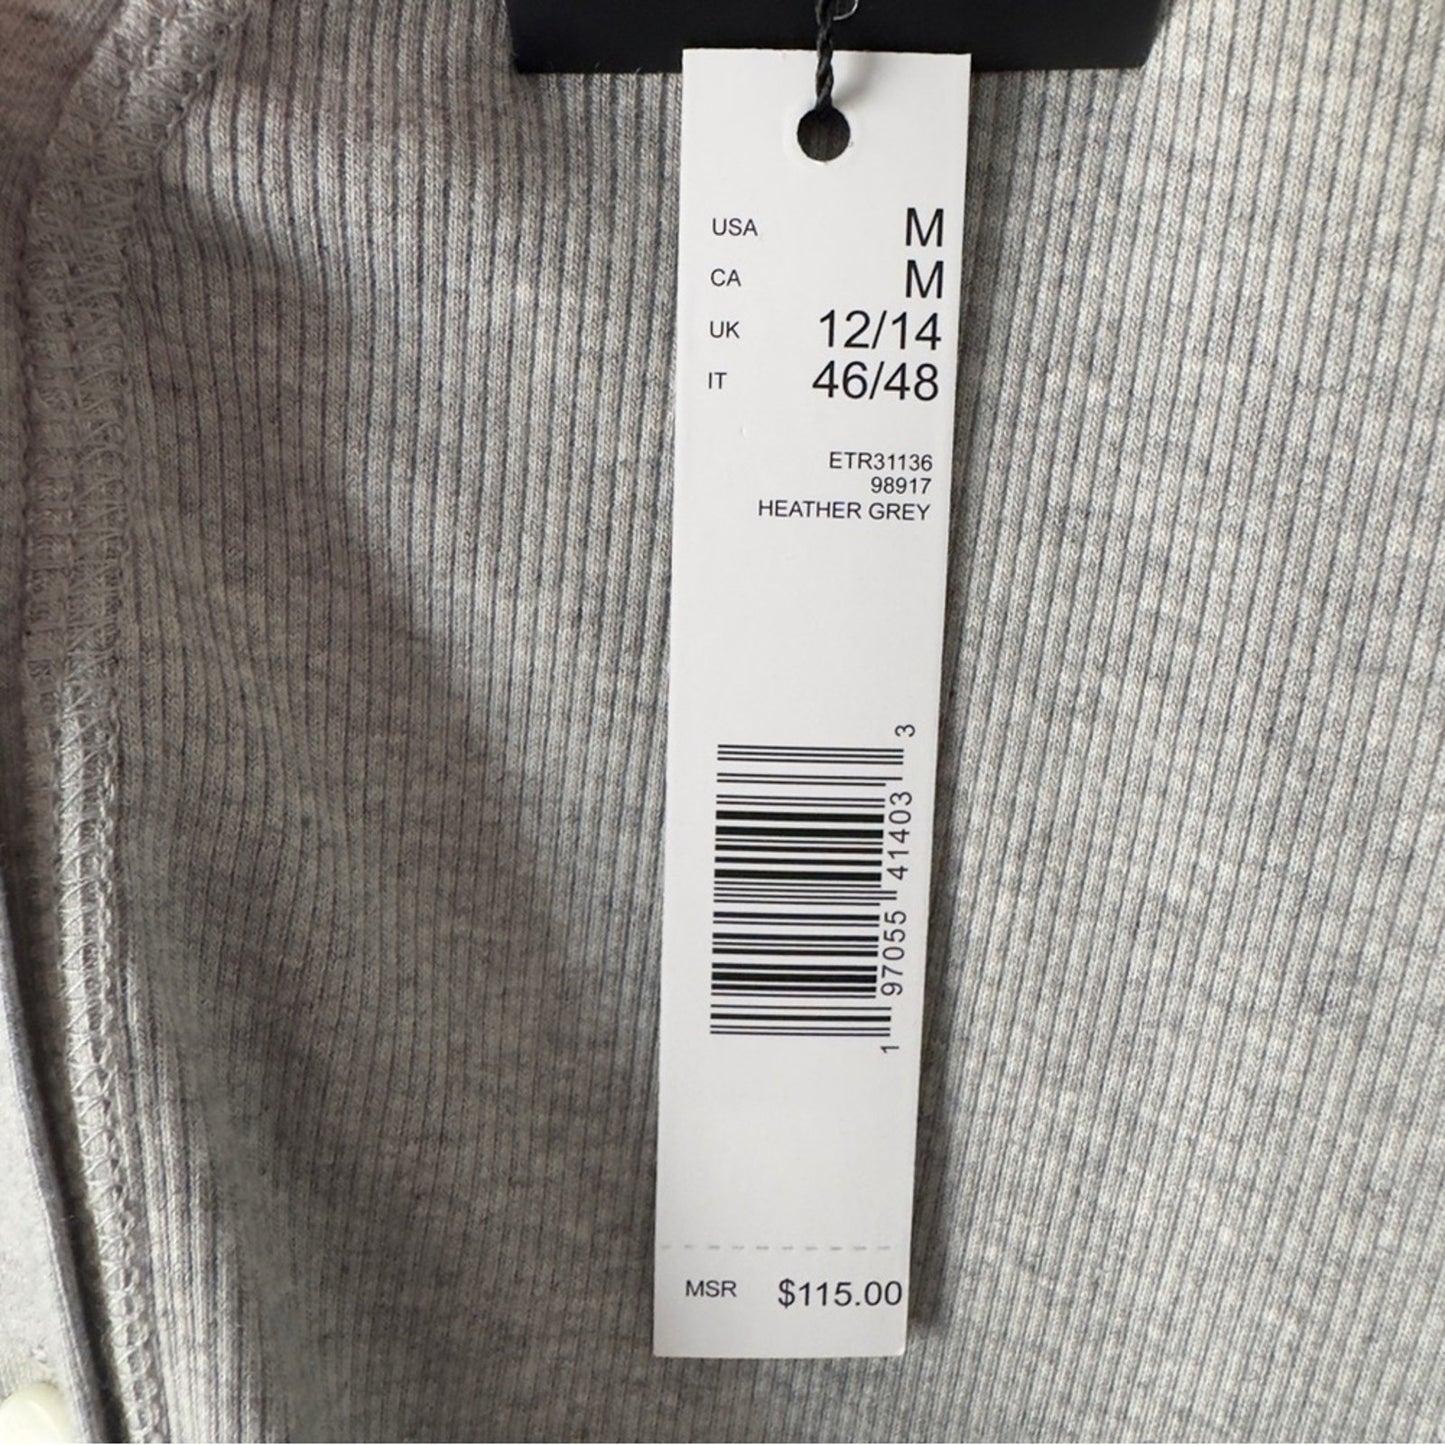 USA M
CA M
UK 12/14
IT 46/48
ETR31136
98917
HEATHER GREY
1 97055 41403 3
MSR $115.00